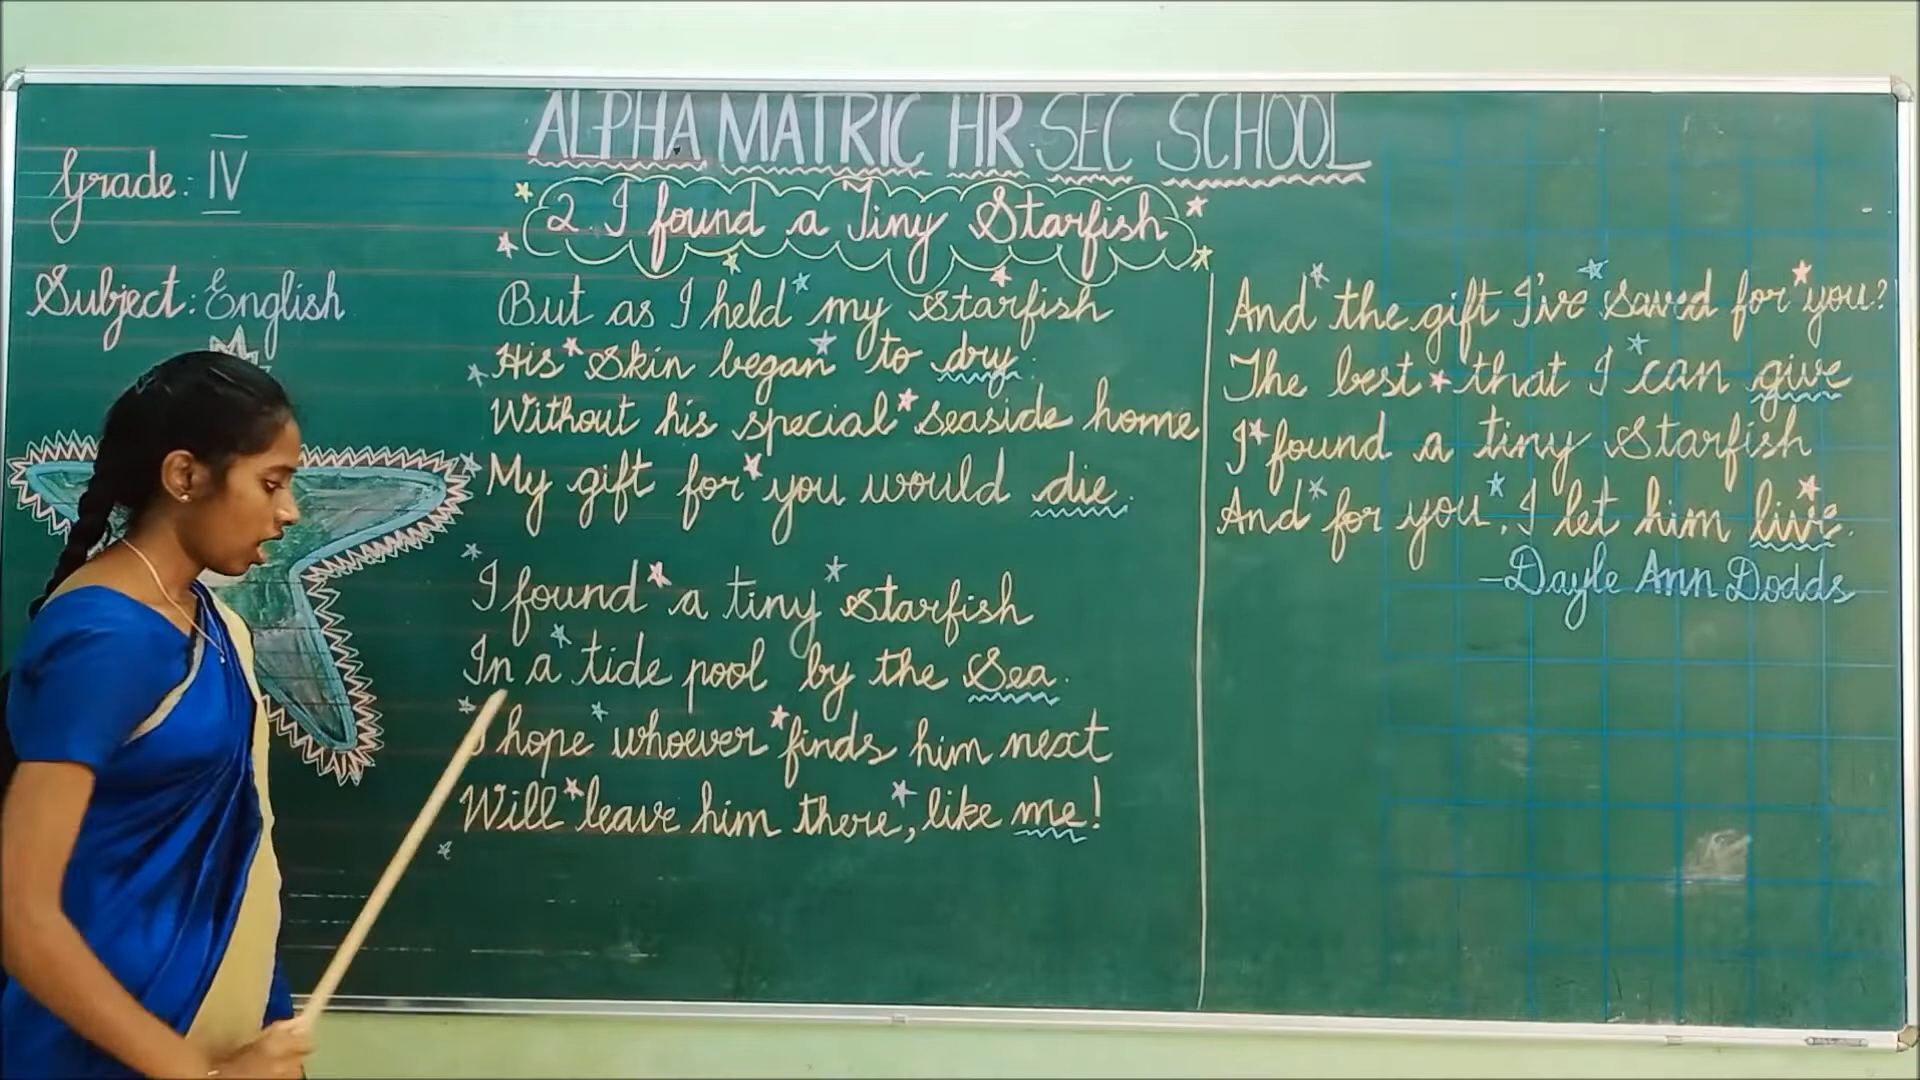 ALPHA MATRIC HR.SEC SCHOOL
Grade: IV
Subject: English
2. I found a Tiny Starfish
But as I held my starfish
His Skin began to dry.
Without his special seaside home
My gift for you would die.
I found a tiny starfish
In a tide pool by the Sea.
I hope whoever finds him next
Will leave him there, like me!
And the gift I've saved for you?
The best that I can give
I found a tiny Starfish
And for you, I let him live.
-Dayle Ann Dodds